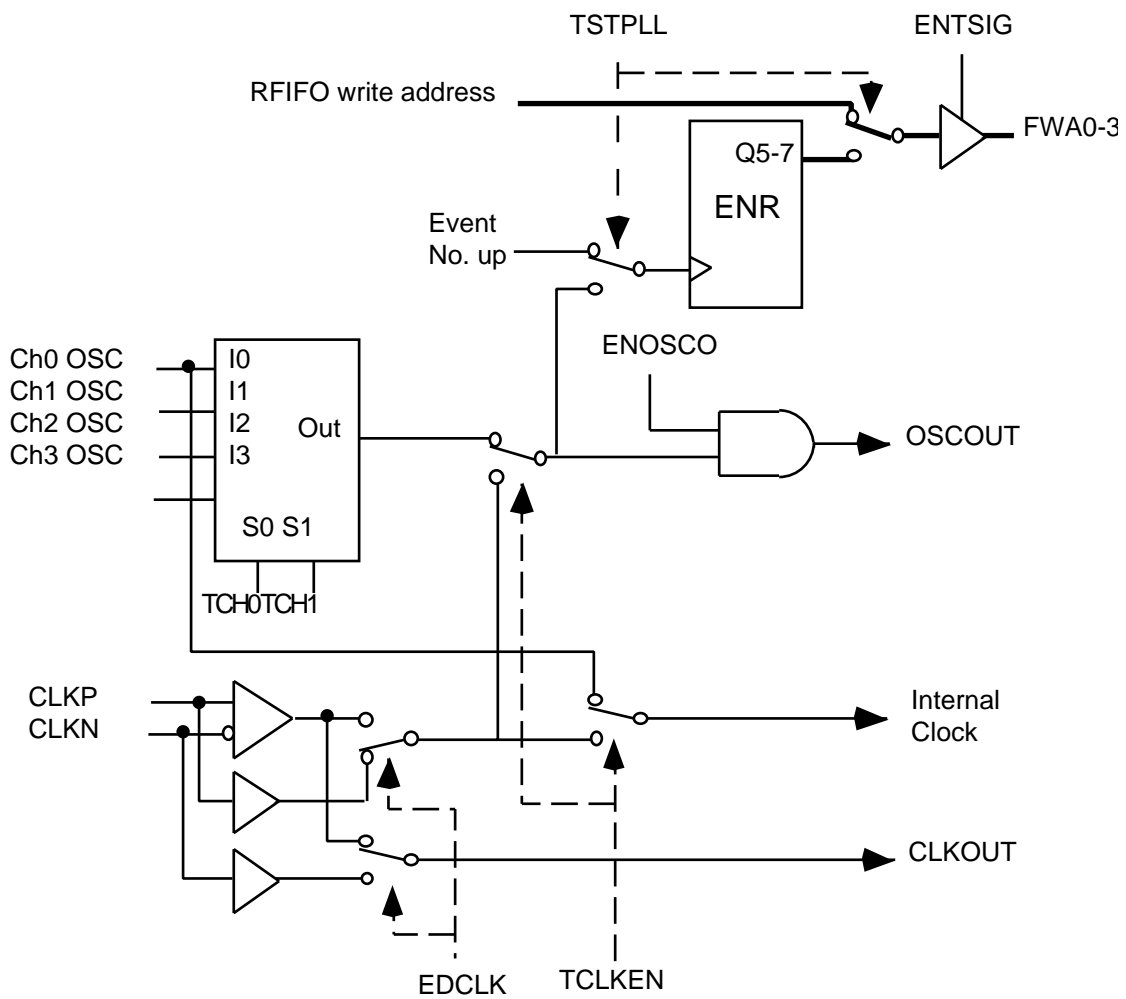 TSTPLL
ENTSIG
RFIFO write address
FWA0-3
Q5-7
ENR
Event
No. up
ENOSCO
Ch0 OSC
Ch1 OSC
Ch2 OSC
Ch3 OSC
I0
I1
I2
I3
Out
OSCOUT
S0 S1
TCH0TCH1
CLKP
CLKN
Internal
Clock
CLKOUT
EDCLK
TCLKEN